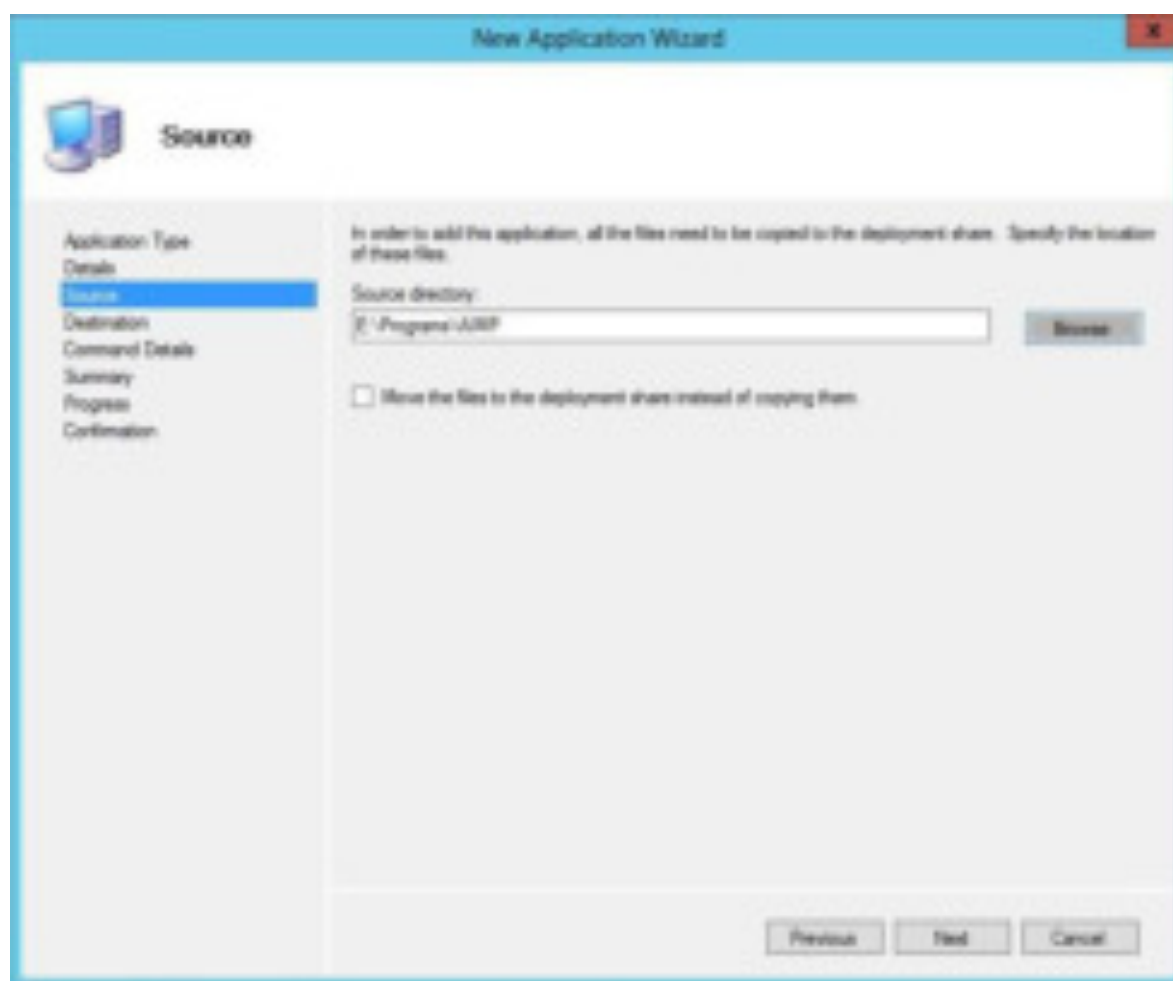 New Application Wizard
x
Source
Application Type
Details
Source
Destination
Command Details
Summary
Progress
Confirmation
In order to add this application, all the files need to be copied to the deployment share. Specify the location
of these files.
Source directory:
Browse
Move the files to the deployment share instead of copying them.
Previous
Next
Cancel